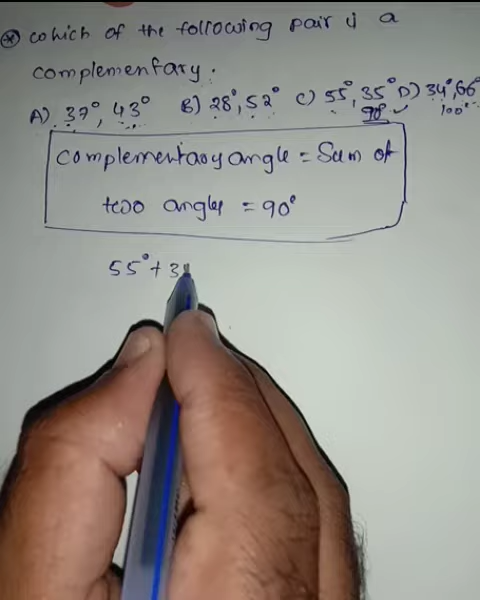 * which of the following pair is a
complementary.
A) 37°, 43° B) 28°, 52° C) 55°, 35° D) 34°, 66°
90° ✓ 100°
complementary angle = Sum of
two angles = 90°
55° + 3